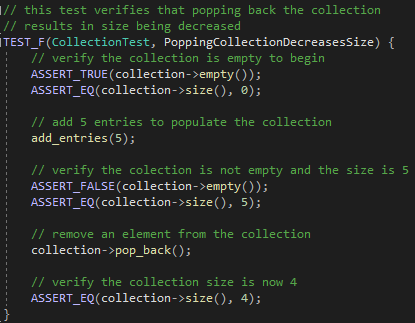 // this test verifies that popping back the collection
// results in size being decreased
TEST_F(CollectionTest, PoppingCollectionDecreasesSize) {
    // verify the collection is empty to begin
    ASSERT_TRUE(collection->empty());
    ASSERT_EQ(collection->size(), 0);

    // add 5 entries to populate the collection
    add_entries(5);

    // verify the colection is not empty and the size is 5
    ASSERT_FALSE(collection->empty());
    ASSERT_EQ(collection->size(), 5);

    // remove an element from the collection
    collection->pop_back();

    // verify the collection size is now 4
    ASSERT_EQ(collection->size(), 4);
}